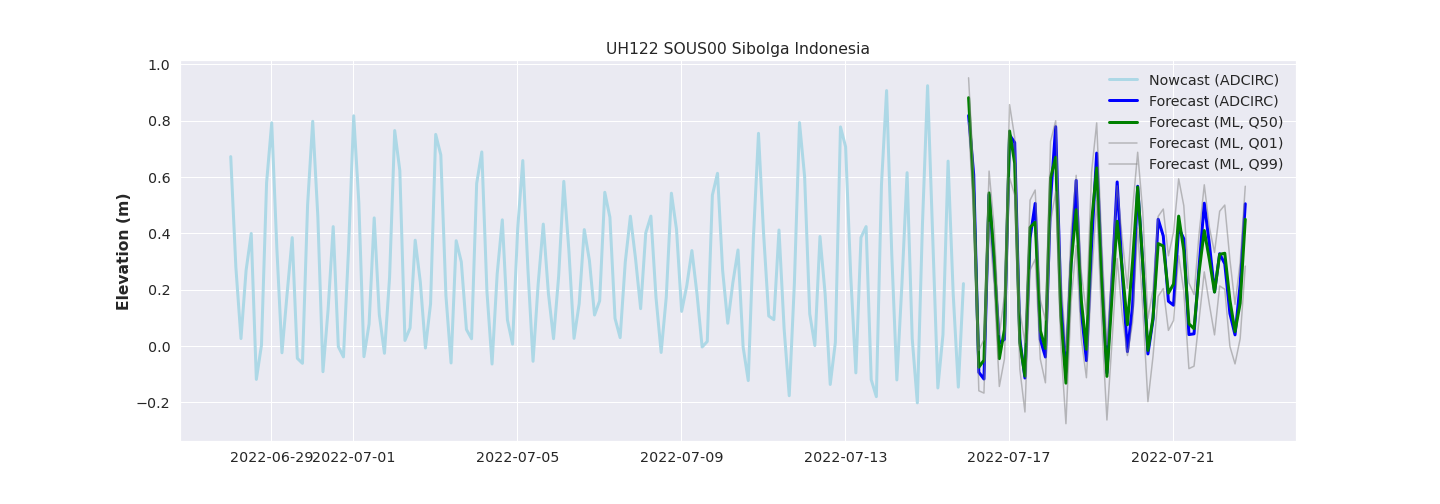 UH122 SOUS00 Sibolga Indonesia
1.0
0.8
0.6
0.4
0.2
0.0
−0.2
Elevation (m)
Nowcast (ADCIRC)
Forecast (ADCIRC)
Forecast (ML, Q50)
Forecast (ML, Q01)
Forecast (ML, Q99)
2022-06-29 2022-07-01 2022-07-05 2022-07-09 2022-07-13 2022-07-17 2022-07-21